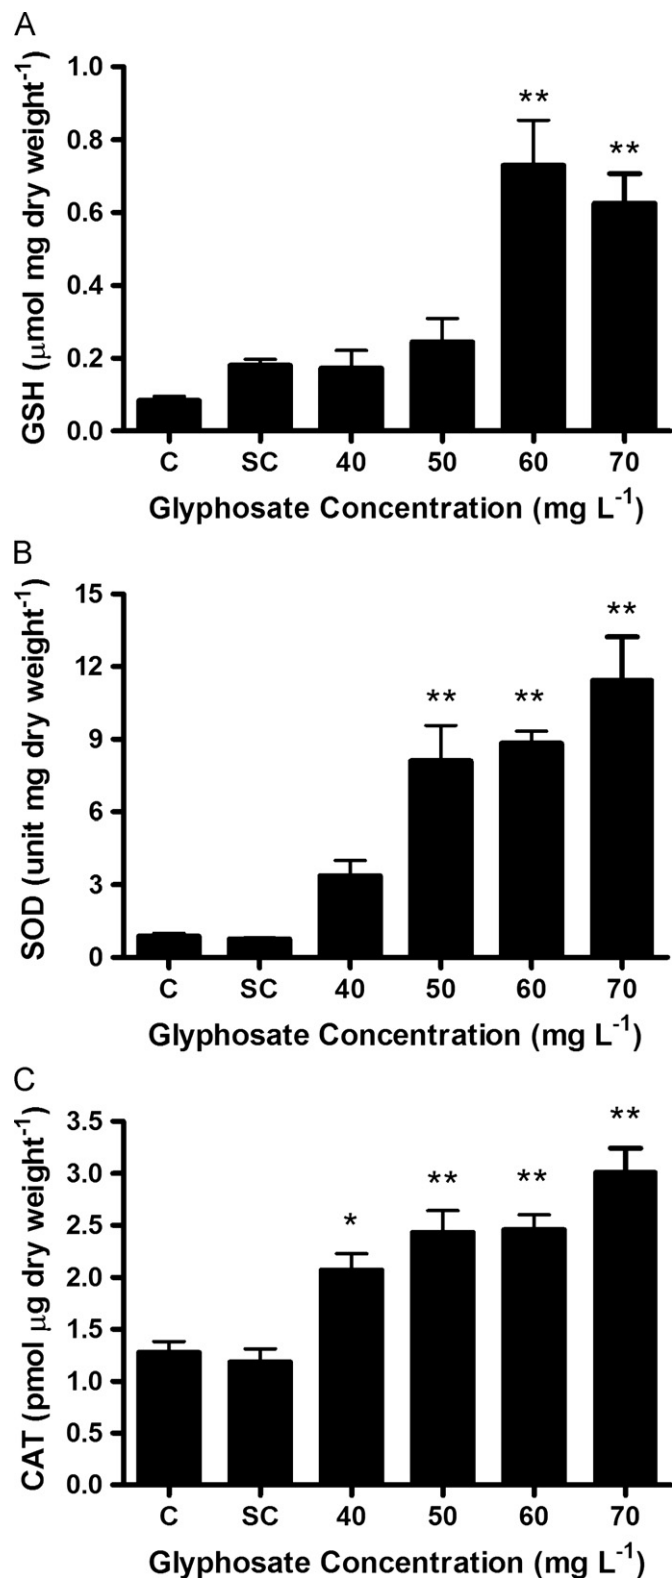 A
GSH (μmol mg dry weight⁻¹)
1.0
0.8
0.6
0.4
0.2
0.0
**
**
C SC 40 50 60 70
Glyphosate Concentration (mg L⁻¹)
B
SOD (unit mg dry weight⁻¹)
15
12
9
6
3
0
**
**
**
C SC 40 50 60 70
Glyphosate Concentration (mg L⁻¹)
C
CAT (pmol μg dry weight⁻¹)
3.5
3.0
2.5
2.0
1.5
1.0
0.5
0.0
*
**
**
**
C SC 40 50 60 70
Glyphosate Concentration (mg L⁻¹)